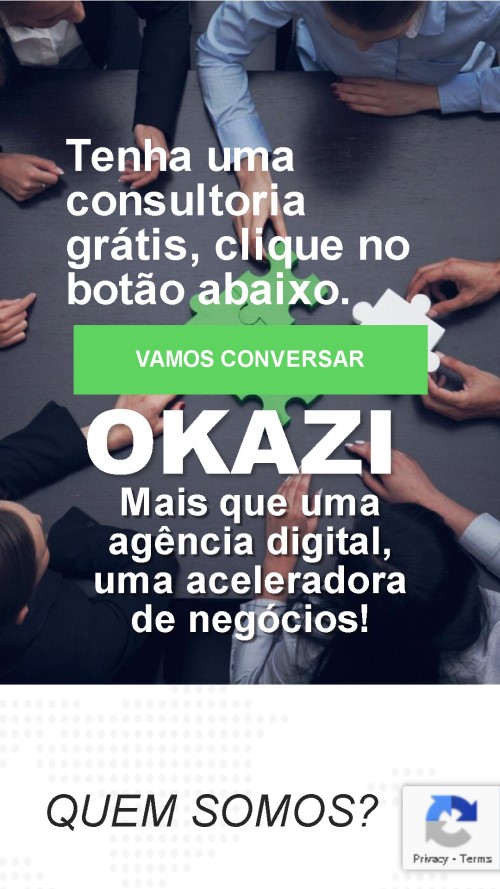 Tenha uma
consultoria
grátis, clique no
botão abaixo.
VAMOS CONVERSAR
OKAZI
Mais que uma
agência digital,
uma aceleradora
de negócios!
QUEM SOMOS?
Privacy - Terms